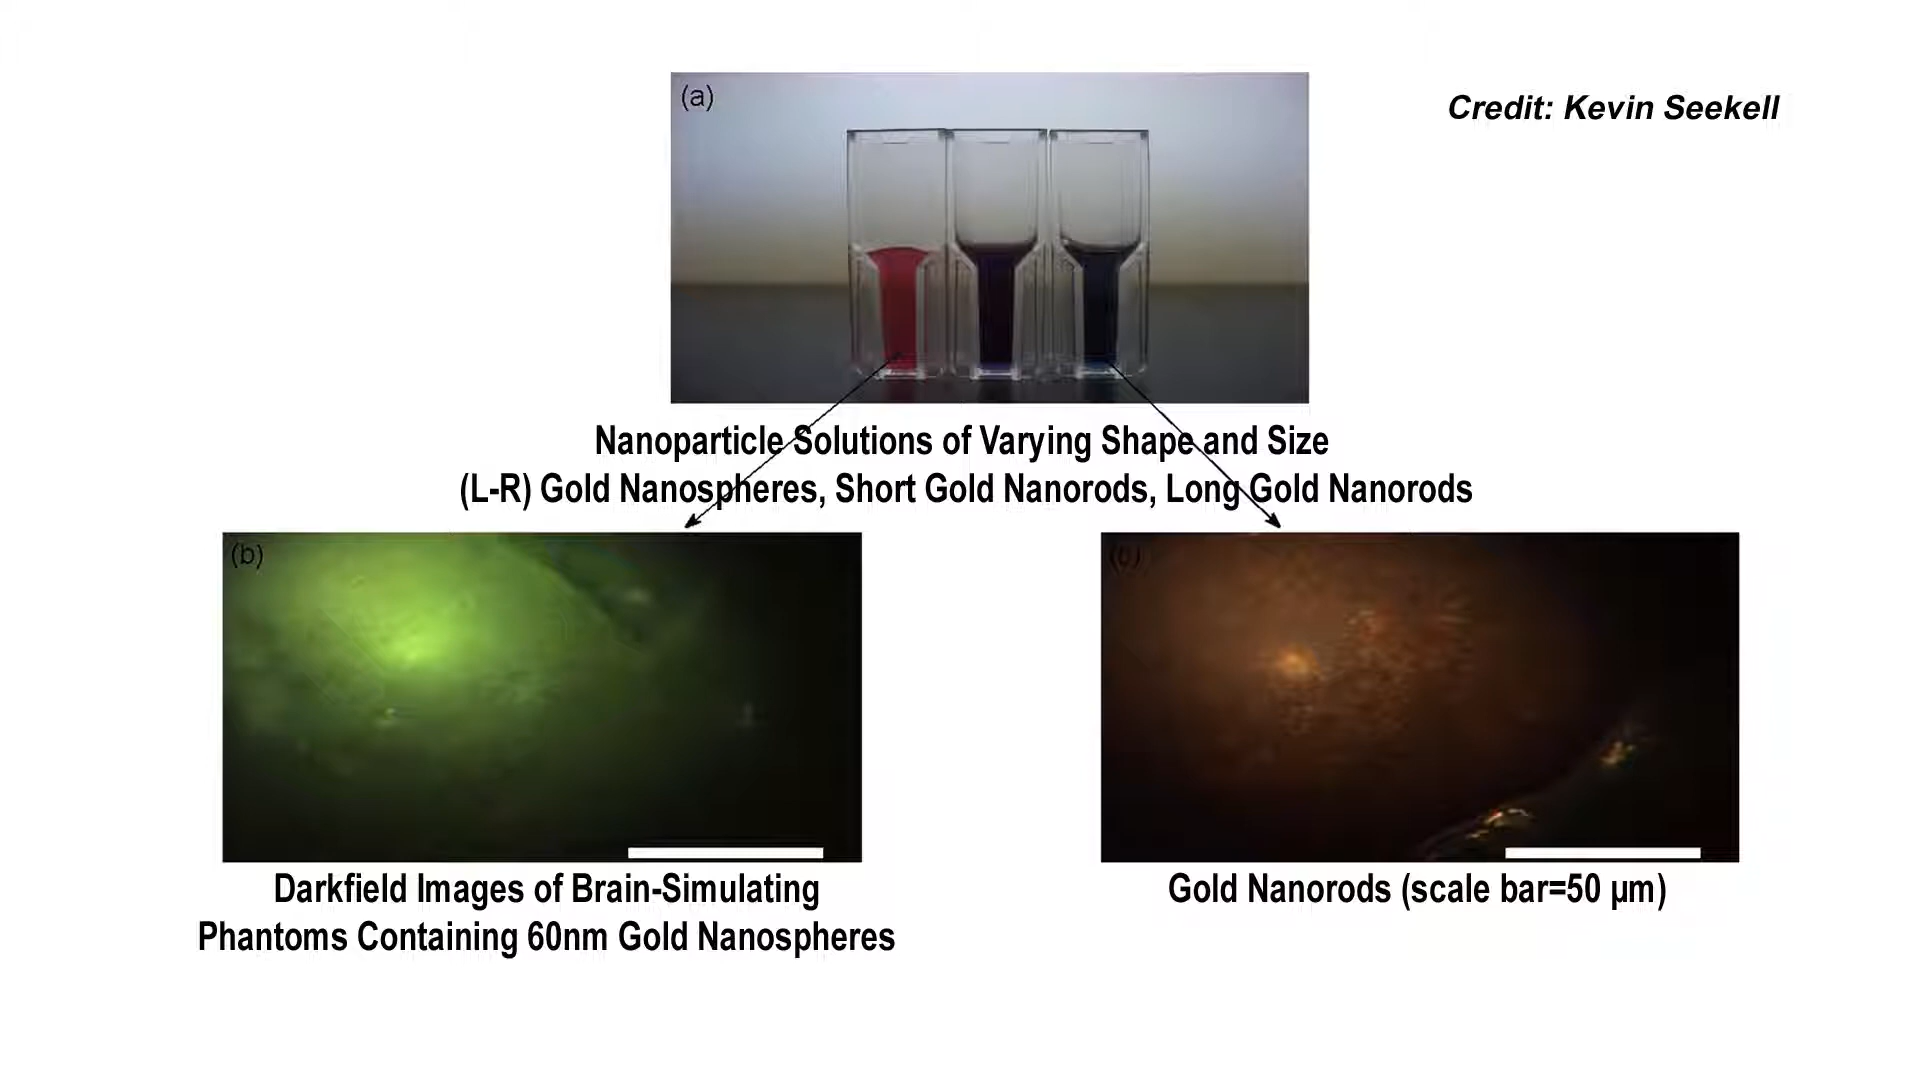 (a)
Credit: Kevin Seekell
Nanoparticle Solutions of Varying Shape and Size
(L-R) Gold Nanospheres, Short Gold Nanorods, Long Gold Nanorods
(b)
(c)
Darkfield Images of Brain-Simulating
Phantoms Containing 60nm Gold Nanospheres
Gold Nanorods (scale bar=50 µm)